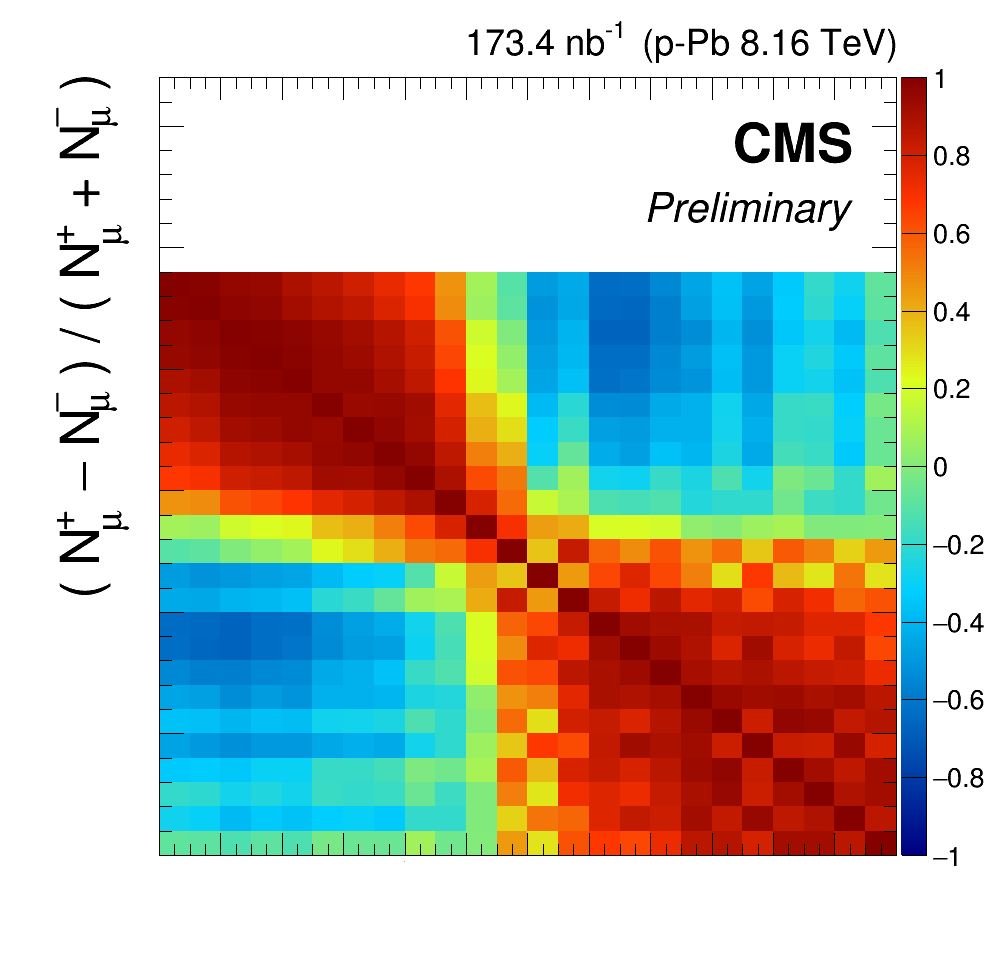 173.4 nb⁻¹ (p-Pb 8.16 TeV)
( N⁺μ − N⁻μ ) / ( N⁺μ + N⁻μ )
CMS
Preliminary
1
0.8
0.6
0.4
0.2
0
−0.2
−0.4
−0.6
−0.8
−1